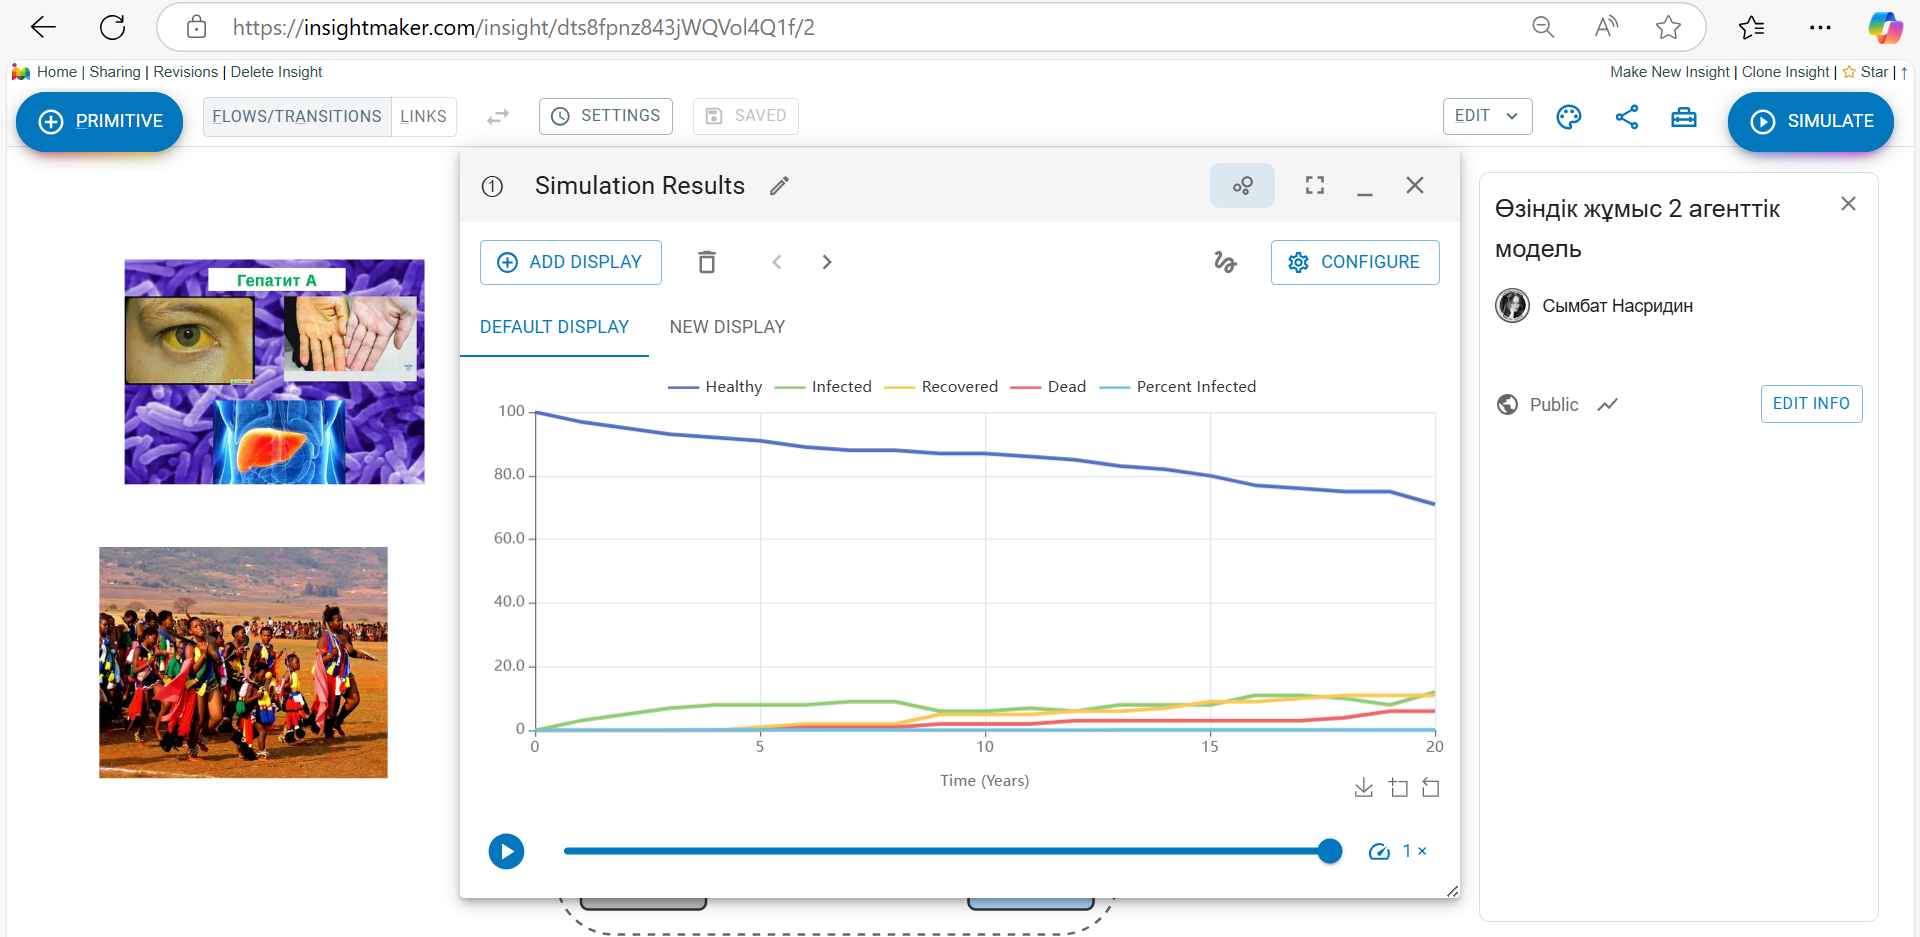 https://insightmaker.com/insight/dts8fpnz843jWQVol4Q1f/2
Home | Sharing | Revisions | Delete Insight
Make New Insight | Clone Insight | Star | ↑
PRIMITIVE
FLOWS/TRANSITIONS
LINKS
SETTINGS
SAVED
EDIT
SIMULATE
Гепатит А
1 Simulation Results
ADD DISPLAY
CONFIGURE
DEFAULT DISPLAY
NEW DISPLAY
Healthy Infected Recovered Dead Percent Infected
100
80.0
60.0
40.0
20.0
0
0 5 10 15 20
Time (Years)
1 ×
Өзіндік жұмыс 2 агенттік
модель
Сымбат Насридин
Public
EDIT INFO